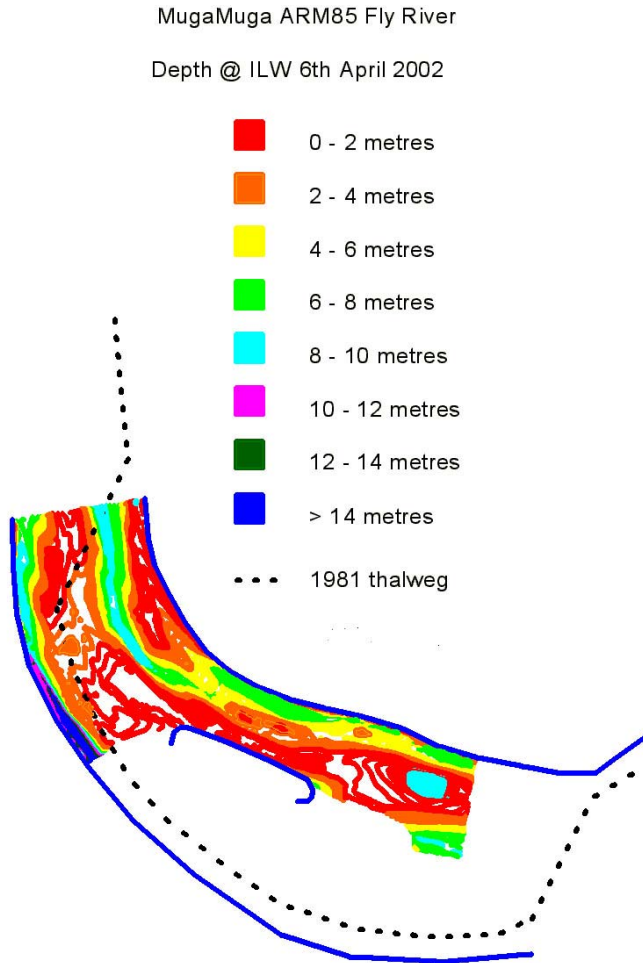 MugaMuga ARM85 Fly River
Depth @ ILW 6th April 2002
0 - 2 metres
2 - 4 metres
4 - 6 metres
6 - 8 metres
8 - 10 metres
10 - 12 metres
12 - 14 metres
> 14 metres
1981 thalweg